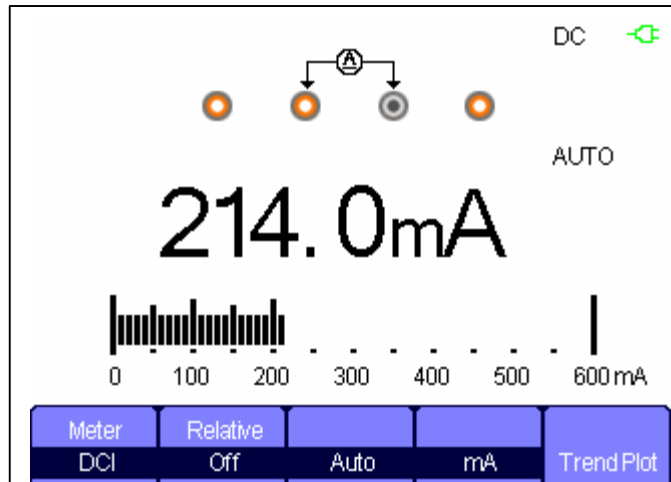 DC
A
AUTO
214.0mA
0 100 200 300 400 500 600 mA
Meter Relative
DCI Off Auto mA Trend Plot